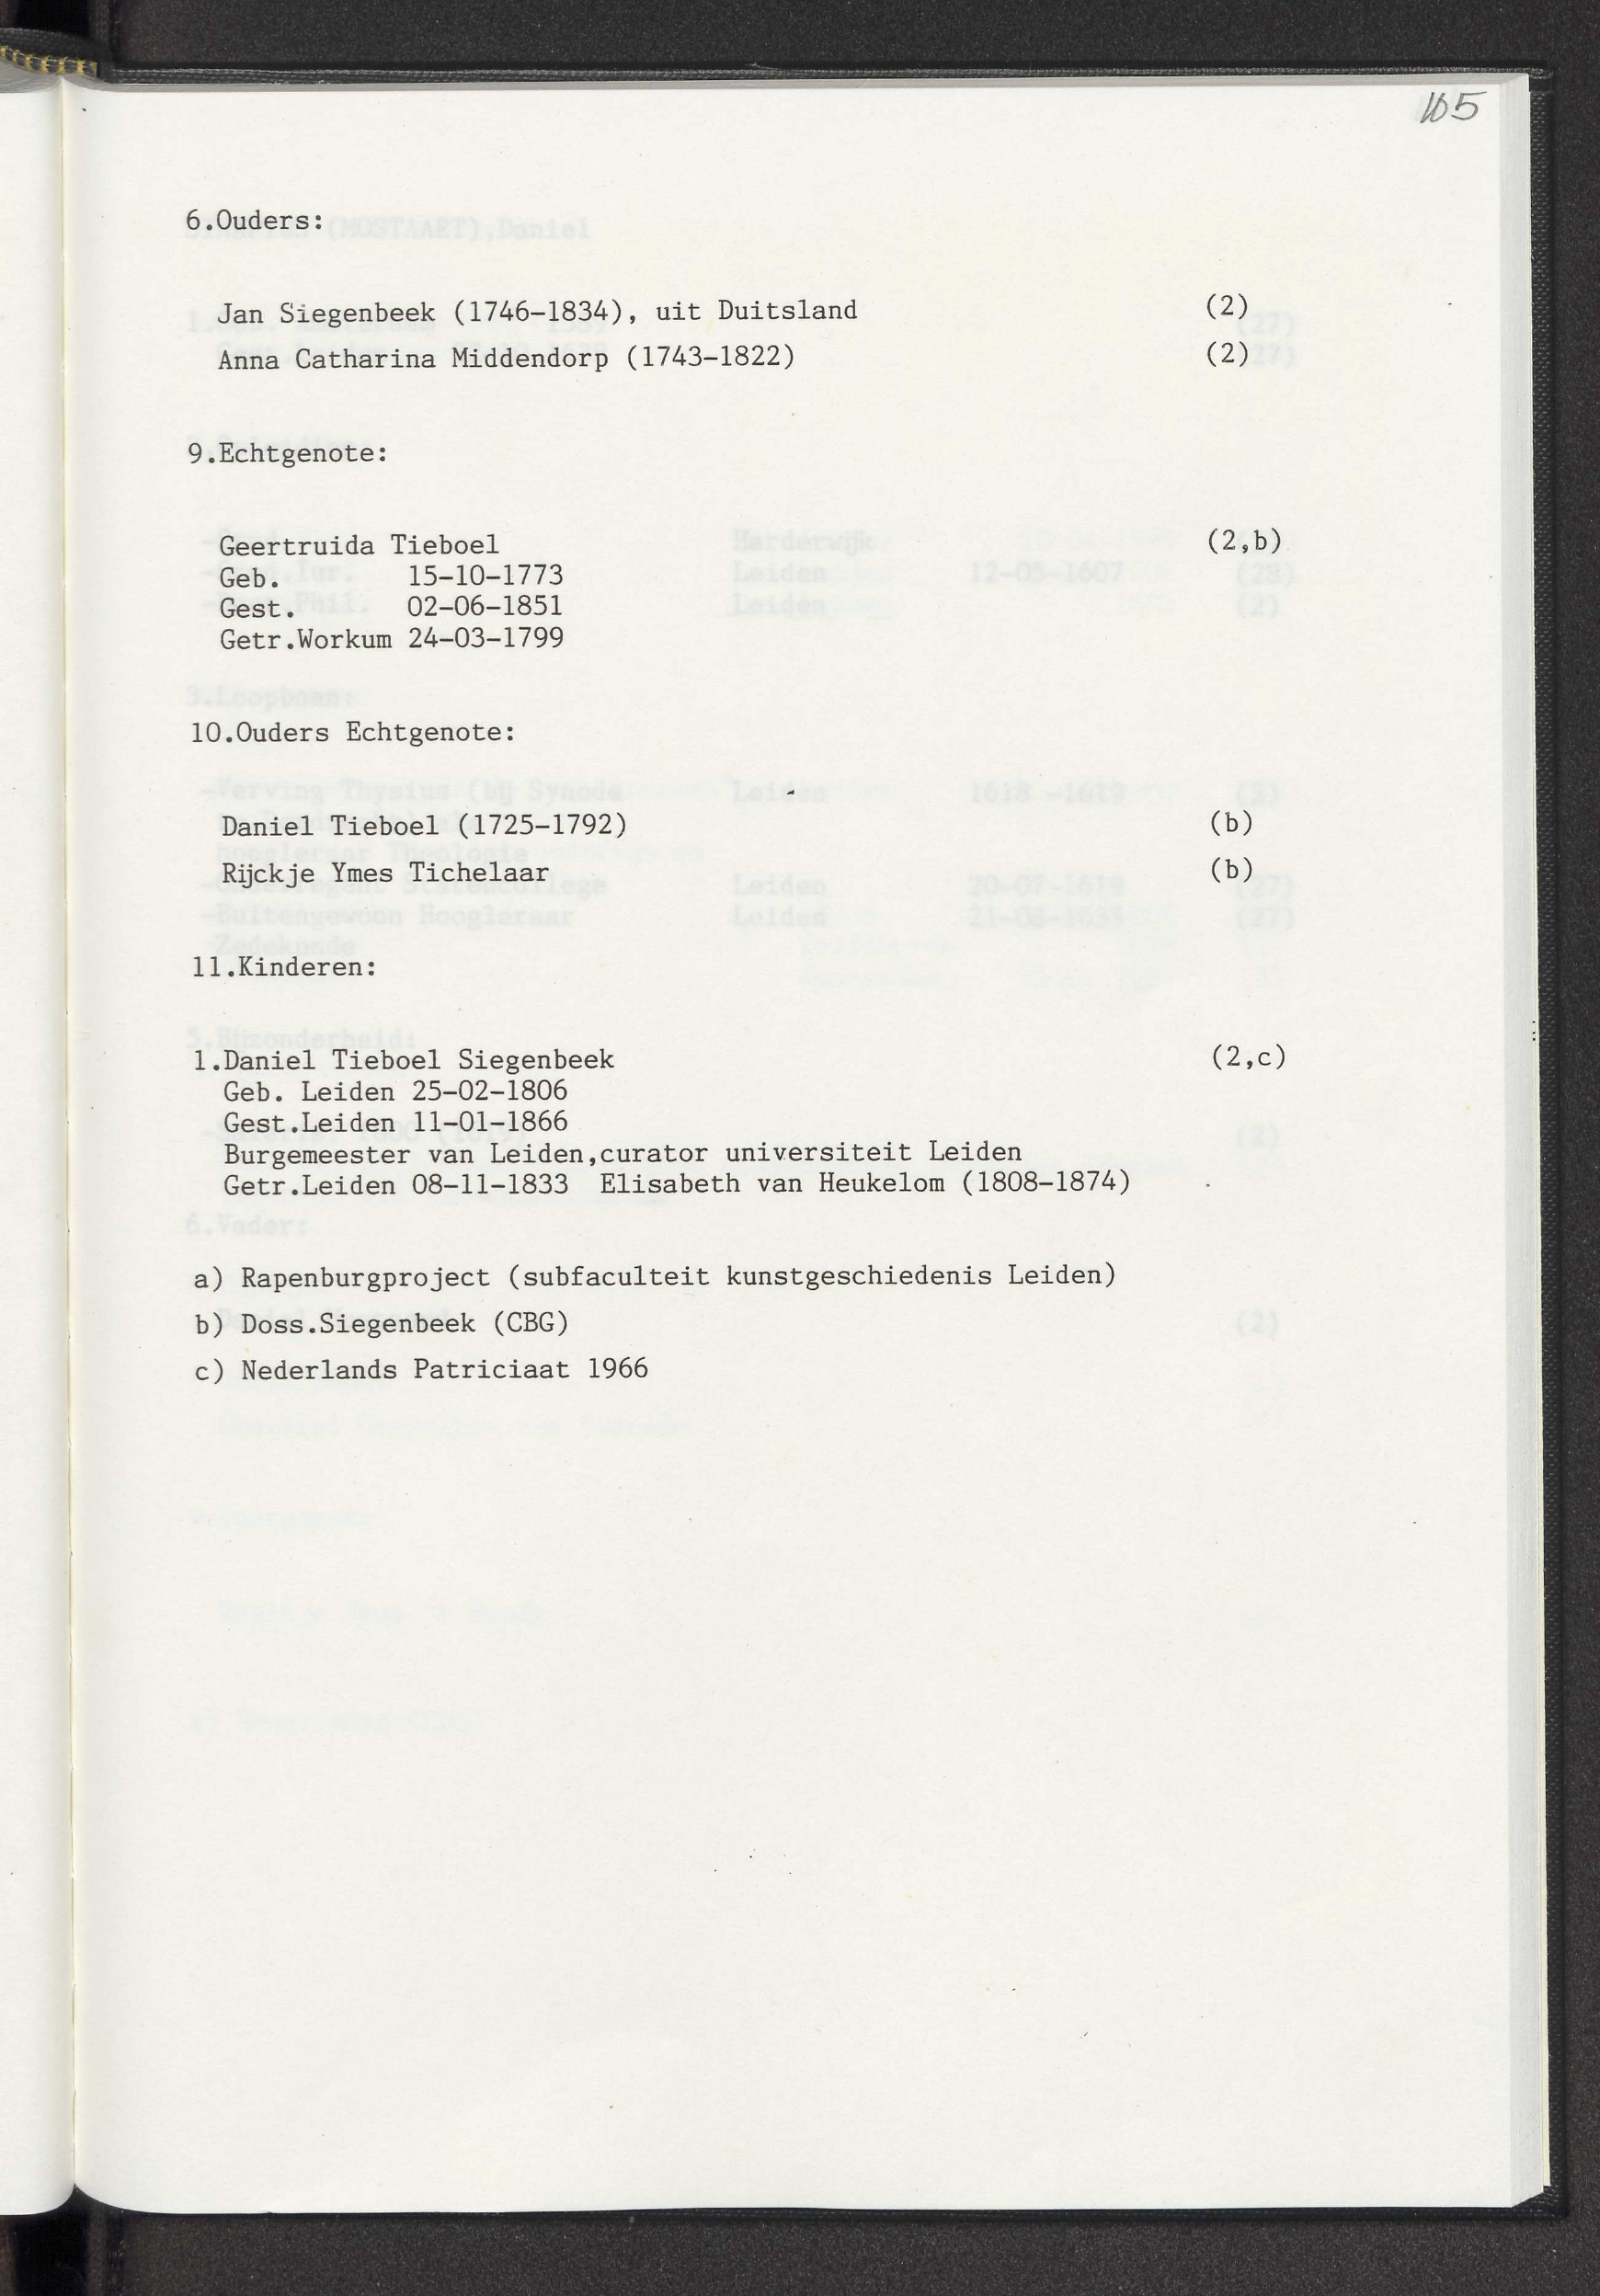 105
6.Ouders:
Jan Siegenbeek (1746-1834), uit Duitsland (2)
Anna Catharina Middendorp (1743-1822) (2)
9.Echtgenote:
Geertruida Tieboel (2,b)
Geb. 15-10-1773
Gest. 02-06-1851
Getr.Workum 24-03-1799
10.Ouders Echtgenote:
Daniel Tieboel (1725-1792) (b)
Rijckje Ymes Tichelaar (b)
11.Kinderen:
1.Daniel Tieboel Siegenbeek (2,c)
Geb. Leiden 25-02-1806
Gest.Leiden 11-01-1866
Burgemeester van Leiden,curator universiteit Leiden
Getr.Leiden 08-11-1833 Elisabeth van Heukelom (1808-1874)
a) Rapenburgproject (subfaculteit kunstgeschiedenis Leiden)
b) Doss.Siegenbeek (CBG)
c) Nederlands Patriciaat 1966